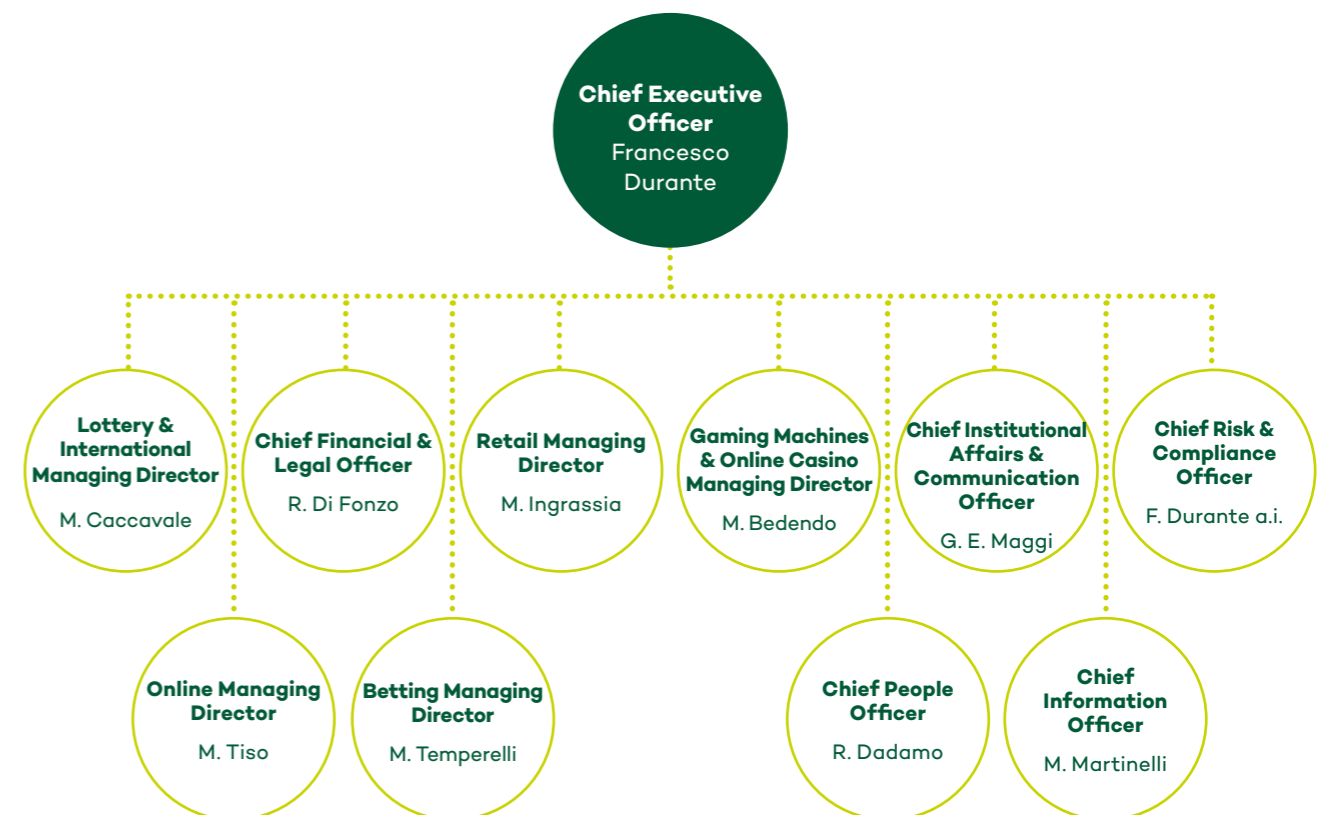 Chief Executive
Officer
Francesco
Durante
Lottery &
International
Managing Director
M. Caccavale
Chief Financial &
Legal Officer
R. Di Fonzo
Retail Managing
Director
M. Ingrassia
Gaming Machines
& Online Casino
Managing Director
M. Bedendo
Chief Institutional
Affairs &
Communication
Officer
G. E. Maggi
Chief Risk &
Compliance
Officer
F. Durante a.i.
Online Managing
Director
M. Tiso
Betting Managing
Director
M. Temperelli
Chief People
Officer
R. Dadamo
Chief
Information
Officer
M. Martinelli